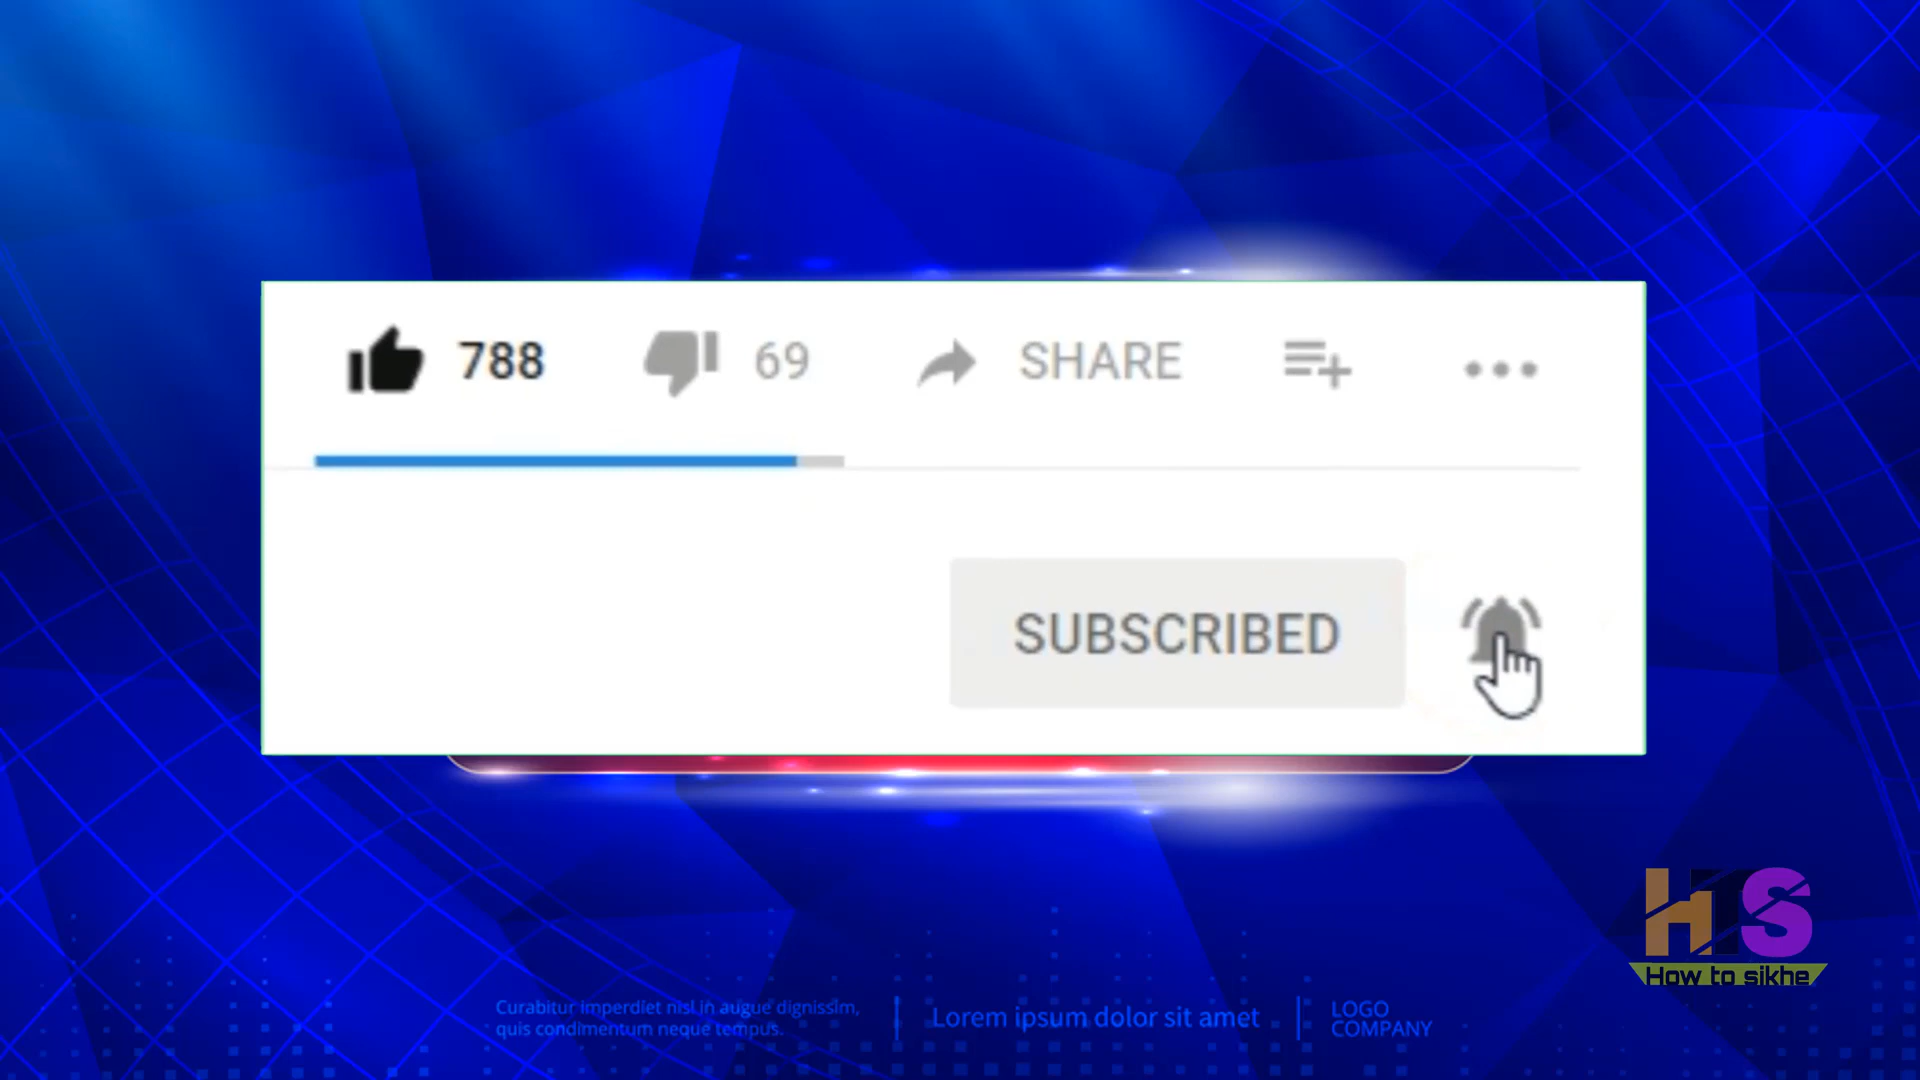 788 69 SHARE
SUBSCRIBED
HTS
How to sikhe
Curabitur imperdiet nisl in augue dignissim,
quis condimentum neque tempus.
Lorem ipsum dolor sit amet
LOGO
COMPANY